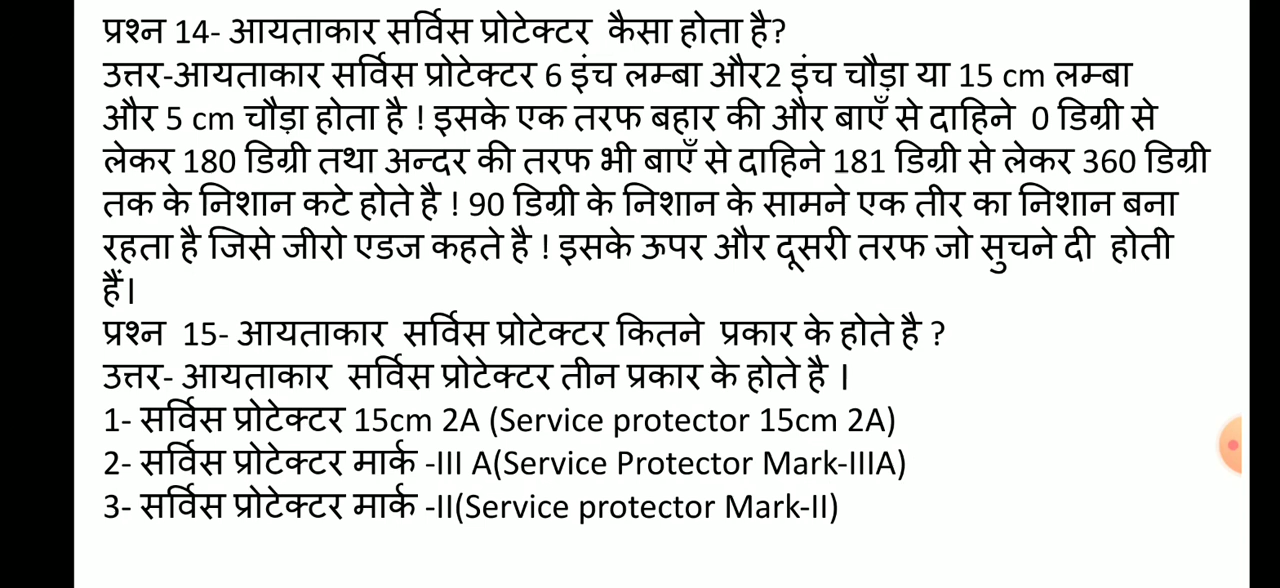 प्रश्न 14- आयताकार सर्विस प्रोटेक्टर कैसा होता है?
उत्तर-आयताकार सर्विस प्रोटेक्टर 6 इंच लम्बा और2 इंच चौड़ा या 15 cm लम्बा
और 5 cm चौड़ा होता है ! इसके एक तरफ बहार की और बाएँ से दाहिने 0 डिग्री से
लेकर 180 डिग्री तथा अन्दर की तरफ भी बाएँ से दाहिने 181 डिग्री से लेकर 360 डिग्री
तक के निशान कटे होते है ! 90 डिग्री के निशान के सामने एक तीर का निशान बना
रहता है जिसे जीरो एडज कहते है ! इसके ऊपर और दूसरी तरफ जो सुचने दी होती
हैं।
प्रश्न 15- आयताकार सर्विस प्रोटेक्टर कितने प्रकार के होते है ?
उत्तर- आयताकार सर्विस प्रोटेक्टर तीन प्रकार के होते है ।
1- सर्विस प्रोटेक्टर 15cm 2A (Service protector 15cm 2A)
2- सर्विस प्रोटेक्टर मार्क -III A(Service Protector Mark-IIIA)
3- सर्विस प्रोटेक्टर मार्क -II(Service protector Mark-II)